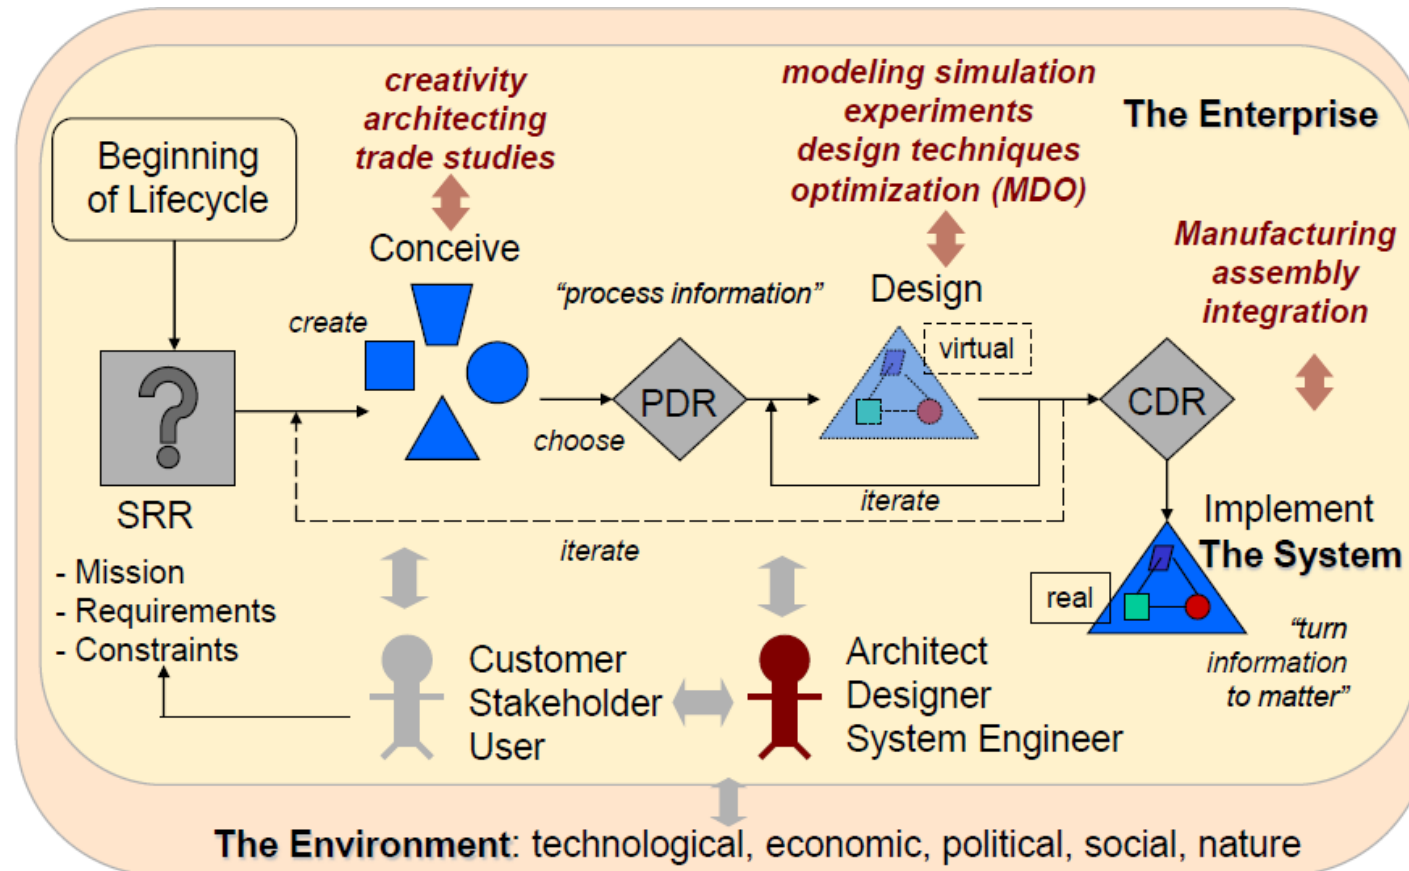 creativity
architecting
trade studies
modeling simulation
experiments
design techniques
optimization (MDO)
The Enterprise
Beginning
of Lifecycle
Manufacturing
assembly
integration
Conceive
Design
"process information"
create
virtual
?
PDR
CDR
choose
iterate
iterate
SRR
- Mission
- Requirements
- Constraints
Implement
The System
real
“turn
information
to matter”
Customer
Stakeholder
User
Architect
Designer
System Engineer
The Environment: technological, economic, political, social, nature